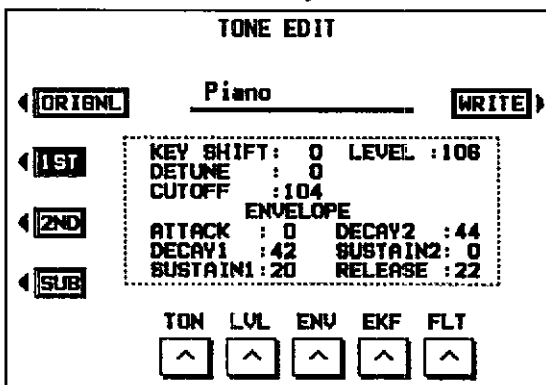 TONE EDIT
ORIGNL
Piano
WRITE
1ST
KEY SHIFT: 0 LEVEL :106
DETUNE : 0
CUTOFF :104
ENVELOPE
2ND
ATTACK : 0 DECAY2 :44
DECAY1 :42 SUSTAIN2: 0
SUSTAIN1:20 RELEASE :22
SUB
TON LVL ENV EKF FLT